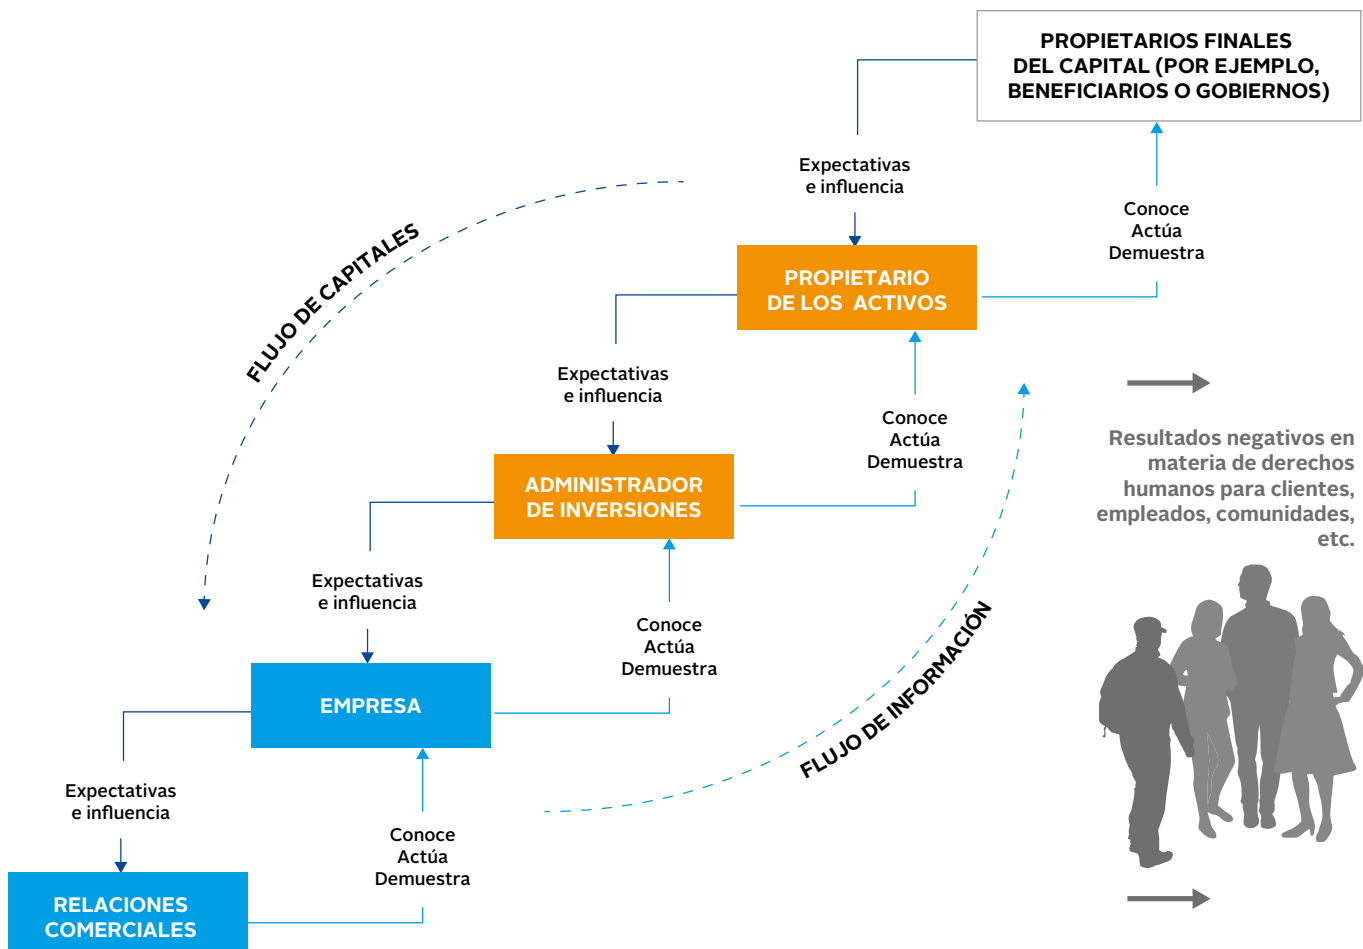 PROPIETARIOS FINALES
DEL CAPITAL (POR EJEMPLO,
BENEFICIARIOS O GOBIERNOS)
Expectativas
e influencia
Conoce
Actúa
Demuestra
FLUJO DE CAPITALES
PROPIETARIO
DE LOS ACTIVOS
Expectativas
e influencia
Conoce
Actúa
Demuestra
Resultados negativos en
materia de derechos
humanos para clientes,
empleados, comunidades,
etc.
ADMINISTRADOR
DE INVERSIONES
Expectativas
e influencia
Conoce
Actúa
Demuestra
FLUJO DE INFORMACIÓN
EMPRESA
Expectativas
e influencia
Conoce
Actúa
Demuestra
RELACIONES
COMERCIALES